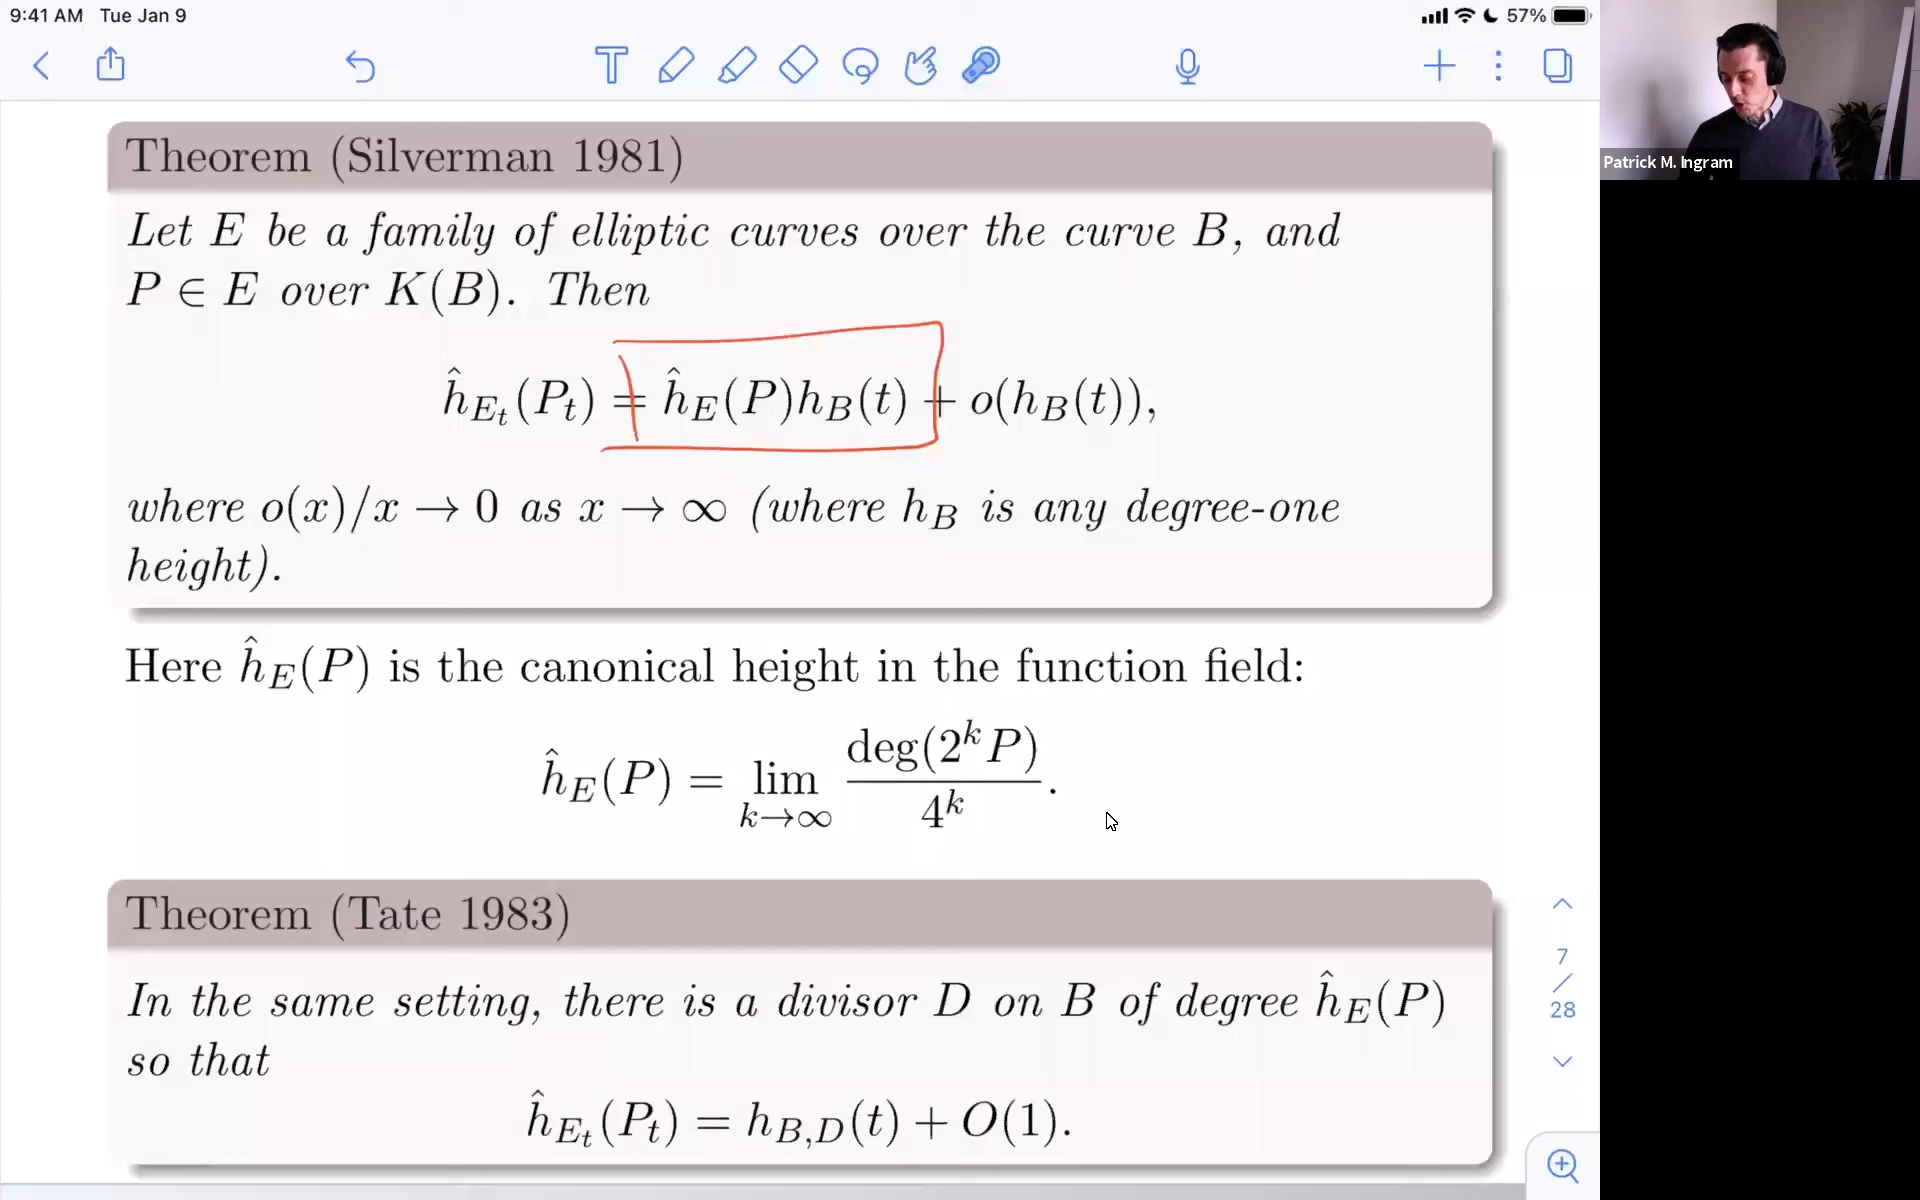 9:41 AM Tue Jan 9
57%
Patrick M. Ingram
Theorem (Silverman 1981)
Let E be a family of elliptic curves over the curve B, and
P ∈ E over K(B). Then
ĥ_{E_t}(P_t) = ĥ_E(P)h_B(t) + o(h_B(t)),
where o(x)/x → 0 as x → ∞ (where h_B is any degree-one
height).
Here ĥ_E(P) is the canonical height in the function field:
ĥ_E(P) = lim_{k→∞} deg(2^k P) / 4^k .
Theorem (Tate 1983)
In the same setting, there is a divisor D on B of degree ĥ_E(P)
so that
ĥ_{E_t}(P_t) = h_{B,D}(t) + O(1).
7
/
28